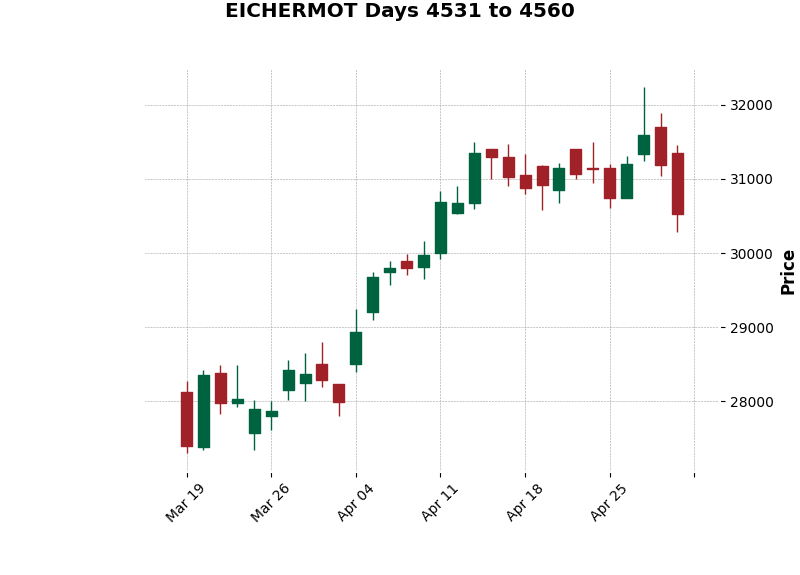 EICHERMOT Days 4531 to 4560
32000
31000
30000
29000
28000
Price
Mar 19
Mar 26
Apr 04
Apr 11
Apr 18
Apr 25